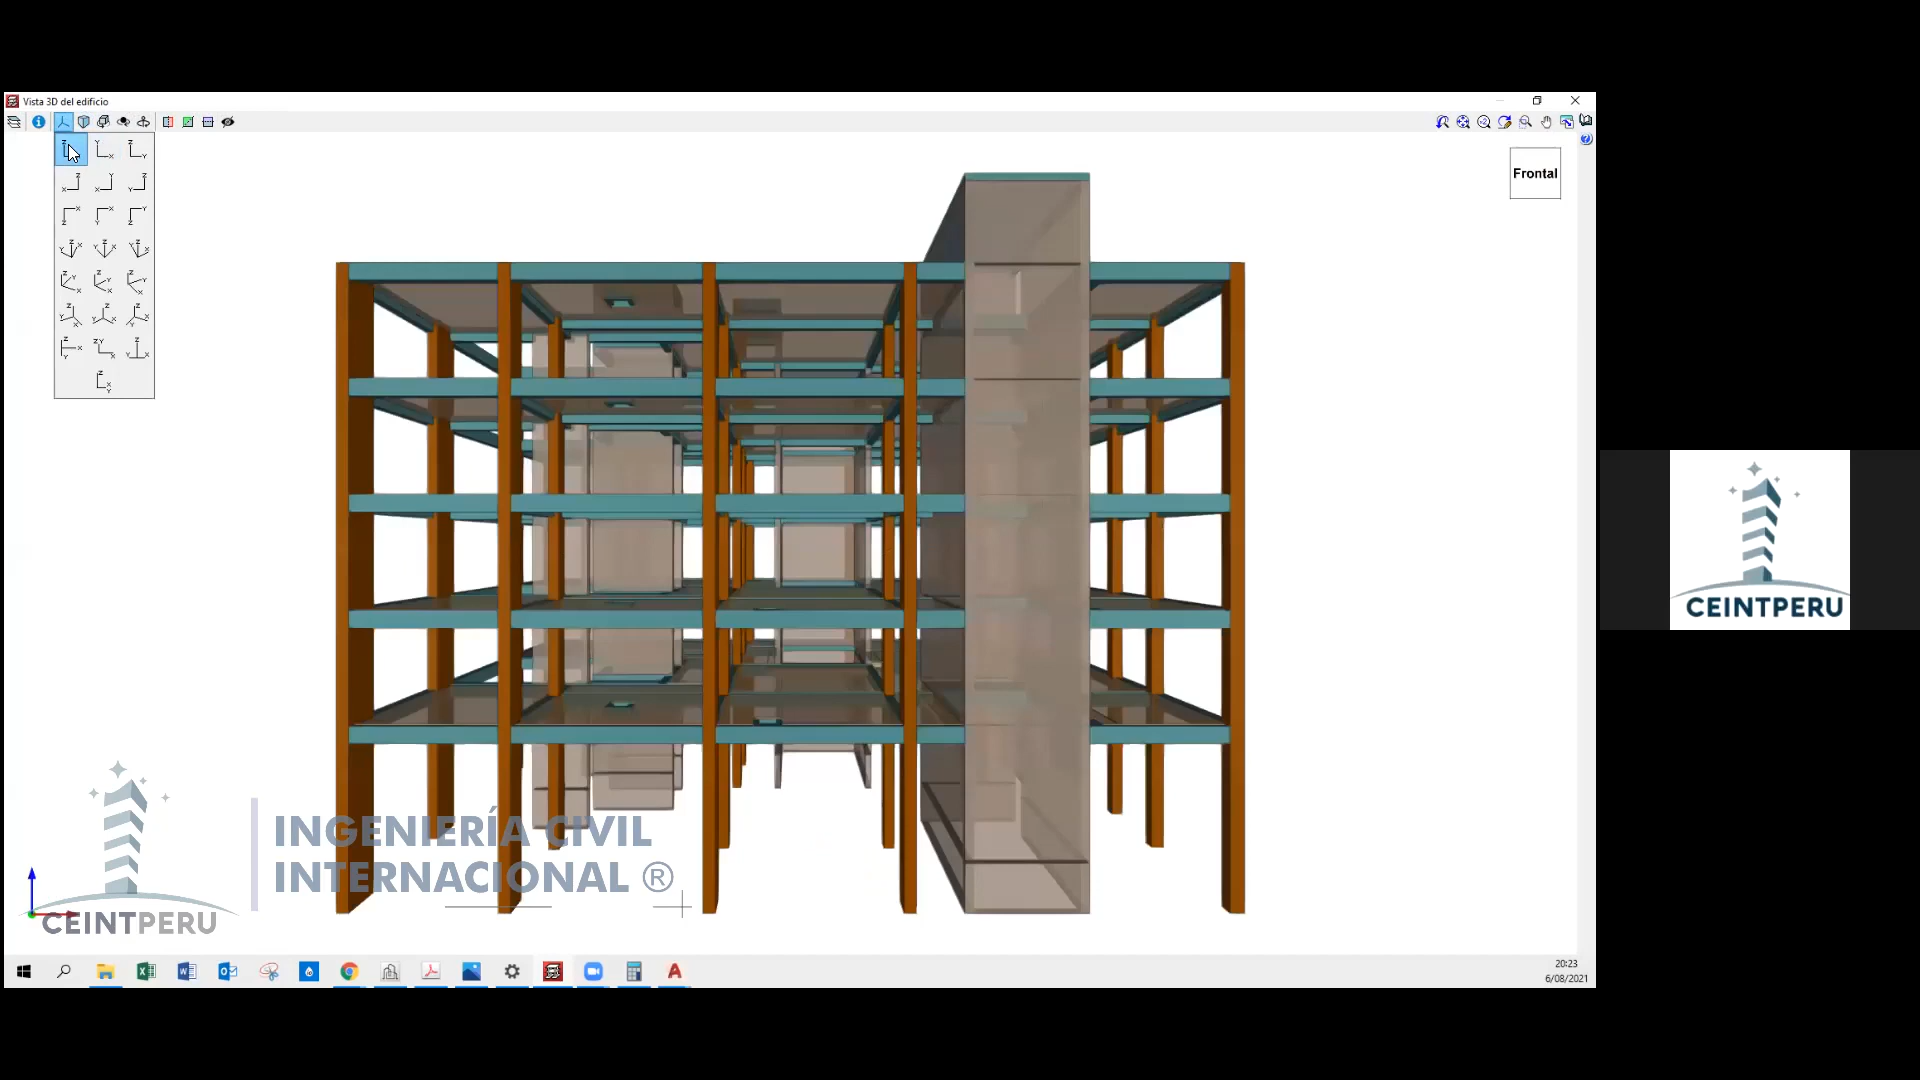 Vista 3D del edificio
Frontal
INGENIERÍA CIVIL
INTERNACIONAL ®
CEINTPERU
CEINTPERU
20:23
6/08/2021